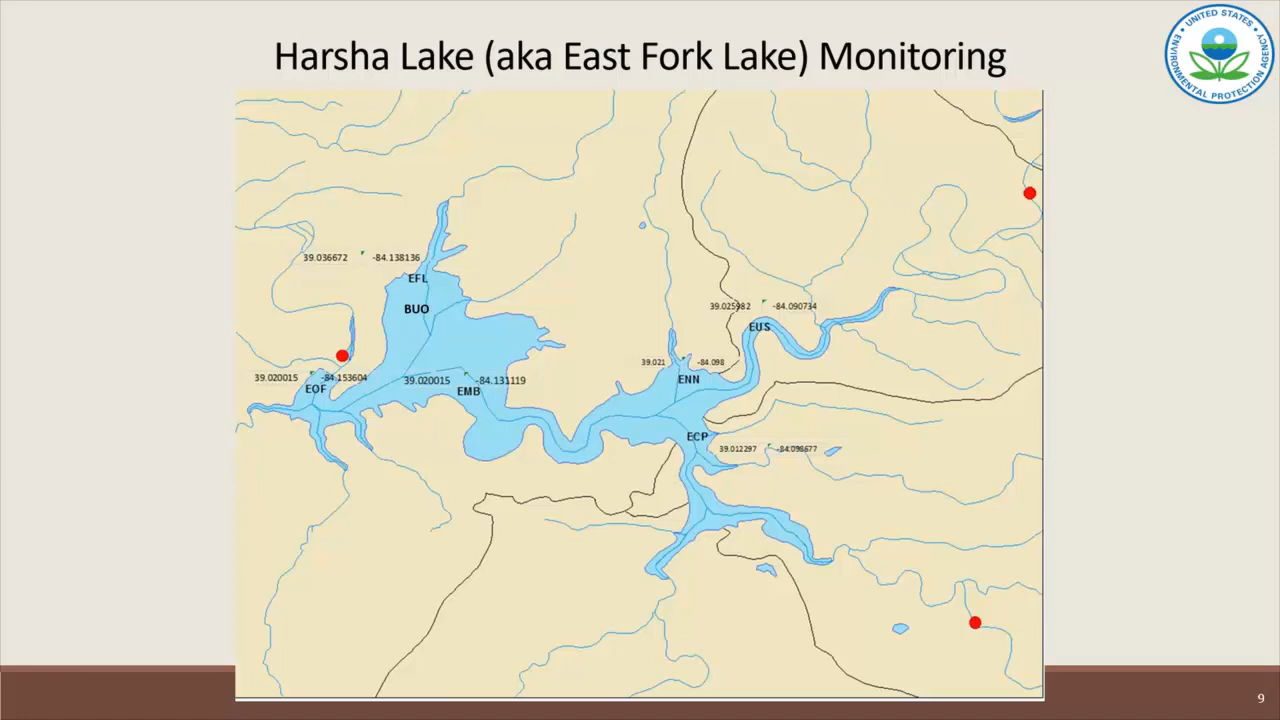 Harsha Lake (aka East Fork Lake) Monitoring
UNITED STATES
ENVIRONMENTAL PROTECTION AGENCY
39.036672 -84.138136
EFL
BUO
39.025982 -84.090734
EUS
39.021 -84.098
ENN
39.020015 -84.153604
EOF
39.020015 -84.131119
EMB
ECP
39.012297
9